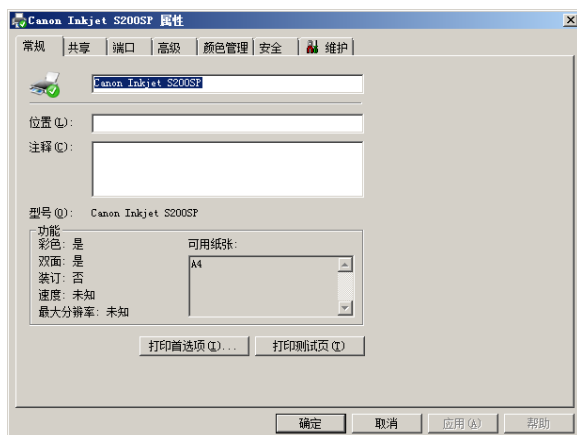 Canon Inkjet S200SP 属性
常规 共享 端口 高级 颜色管理 安全 维护
Canon Inkjet S200SP
位置(L):
注释(C):
型号(O): Canon Inkjet S200SP
功能
彩色: 是 可用纸张:
双面: 是 A4
装订: 否
速度: 未知
最大分辨率: 未知
打印首选项(I)... 打印测试页(T)
确定 取消 应用(A) 帮助